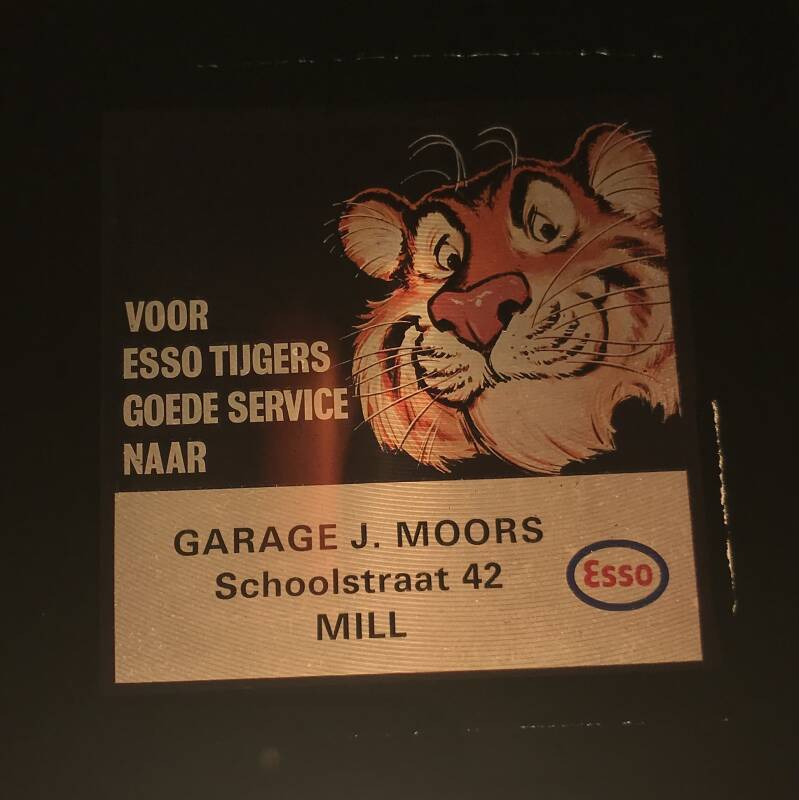 VOOR
ESSO TIJGERS
GOEDE SERVICE
NAAR
GARAGE J. MOORS
Schoolstraat 42
MILL
Esso